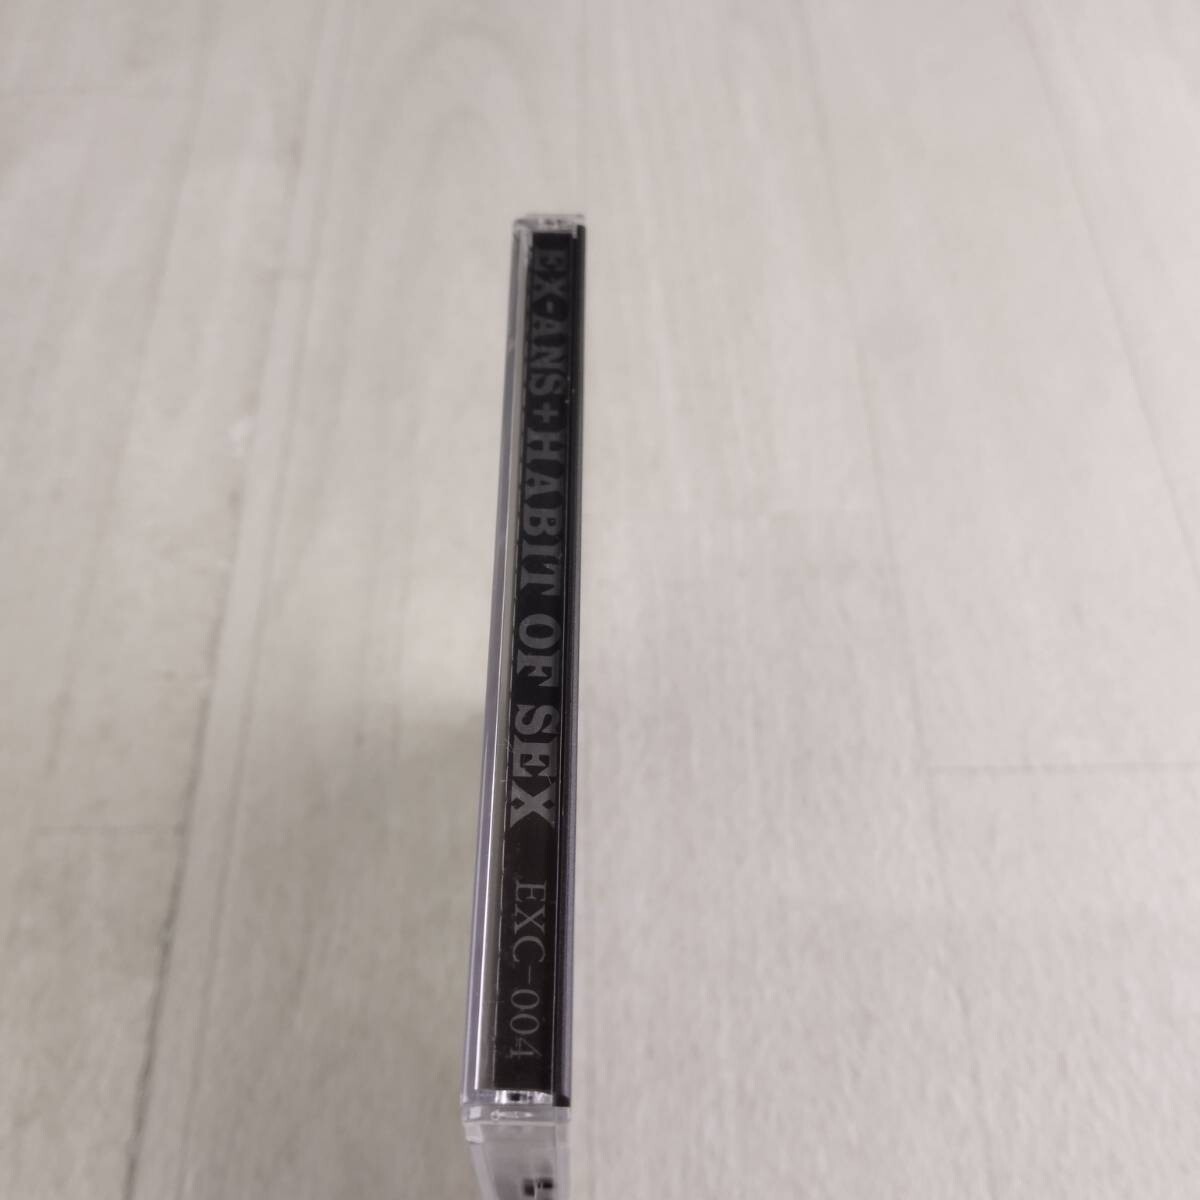 EX-ANS+HABIT OF SEX EXC-004